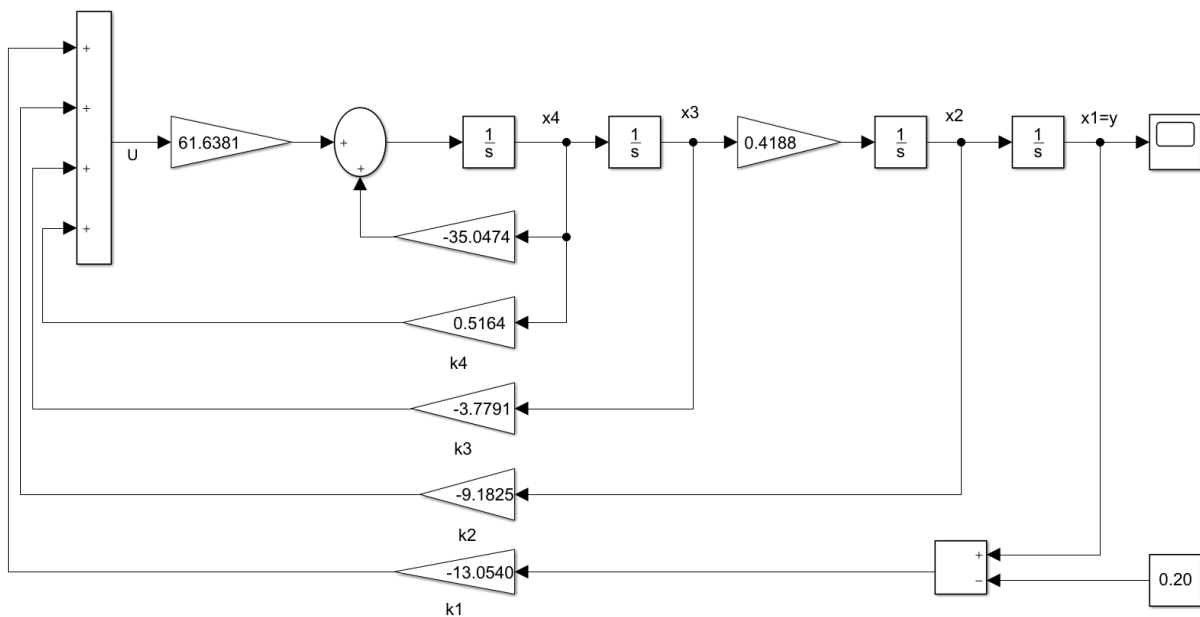 +
+
+
+
U
61.6381
+
+
1
s
x4
1
s
x3
0.4188
1
s
x2
1
s
x1=y
-35.0474
0.5164
k4
-3.7791
k3
-9.1825
k2
-13.0540
k1
+
−
0.20